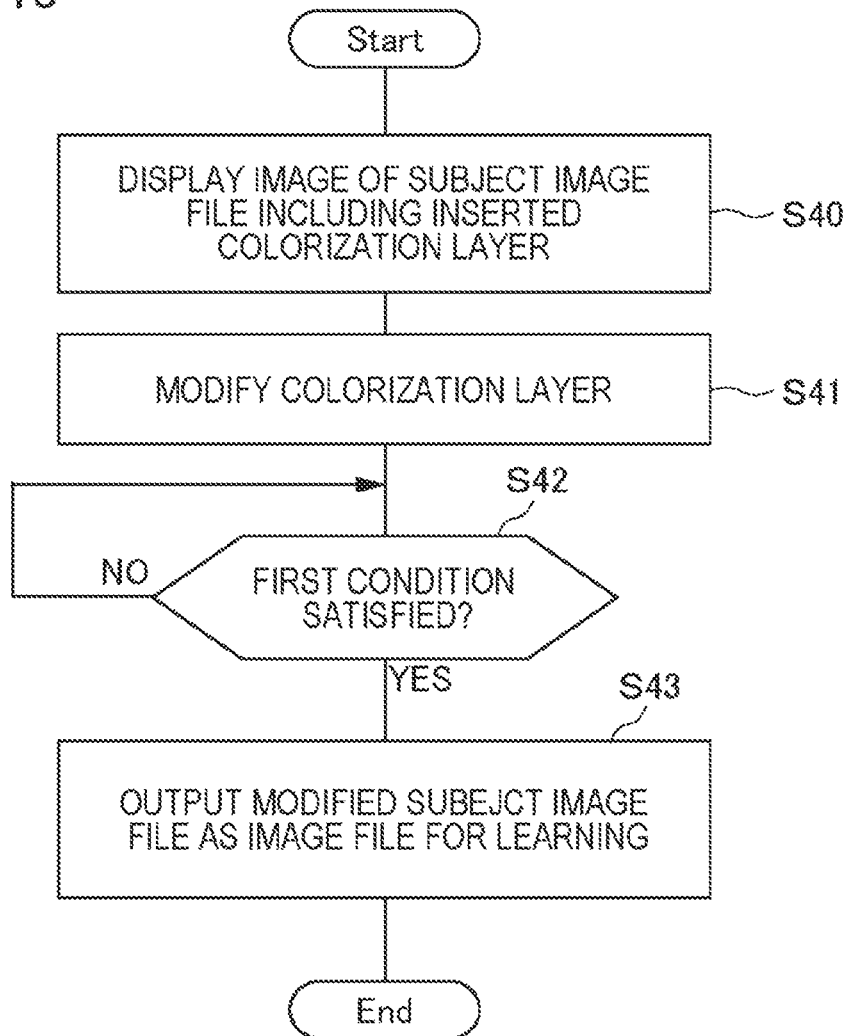 Start
DISPLAY IMAGE OF SUBJECT IMAGE
FILE INCLUDING INSERTED
COLORIZATION LAYER
S40
MODIFY COLORIZATION LAYER
S41
S42
NO
FIRST CONDITION
SATISFIED?
YES
S43
OUTPUT MODIFIED SUBEJCT IMAGE
FILE AS IMAGE FILE FOR LEARNING
End